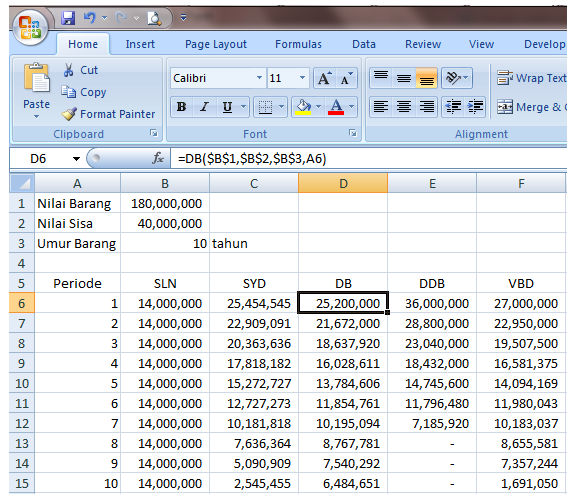 Home Insert Page Layout Formulas Data Review View Develop
Paste Cut Calibri 11 A A Wrap Text
Copy
Format Painter B I U A Merge &
Clipboard Font Alignment
D6 fx =DB($B$1,$B$2,$B$3,A6)
A B C D E F
1 Nilai Barang 180,000,000
2 Nilai Sisa 40,000,000
3 Umur Barang 10 tahun
4
5 Periode SLN SYD DB DDB VBD
6 1 14,000,000 25,454,545 25,200,000 36,000,000 27,000,000
7 2 14,000,000 22,909,091 21,672,000 28,800,000 22,950,000
8 3 14,000,000 20,363,636 18,637,920 23,040,000 19,507,500
9 4 14,000,000 17,818,182 16,028,611 18,432,000 16,581,375
10 5 14,000,000 15,272,727 13,784,606 14,745,600 14,094,169
11 6 14,000,000 12,727,273 11,854,761 11,796,480 11,980,043
12 7 14,000,000 10,181,818 10,195,094 7,185,920 10,183,037
13 8 14,000,000 7,636,364 8,767,781 - 8,655,581
14 9 14,000,000 5,090,909 7,540,292 - 7,357,244
15 10 14,000,000 2,545,455 6,484,651 - 1,691,050